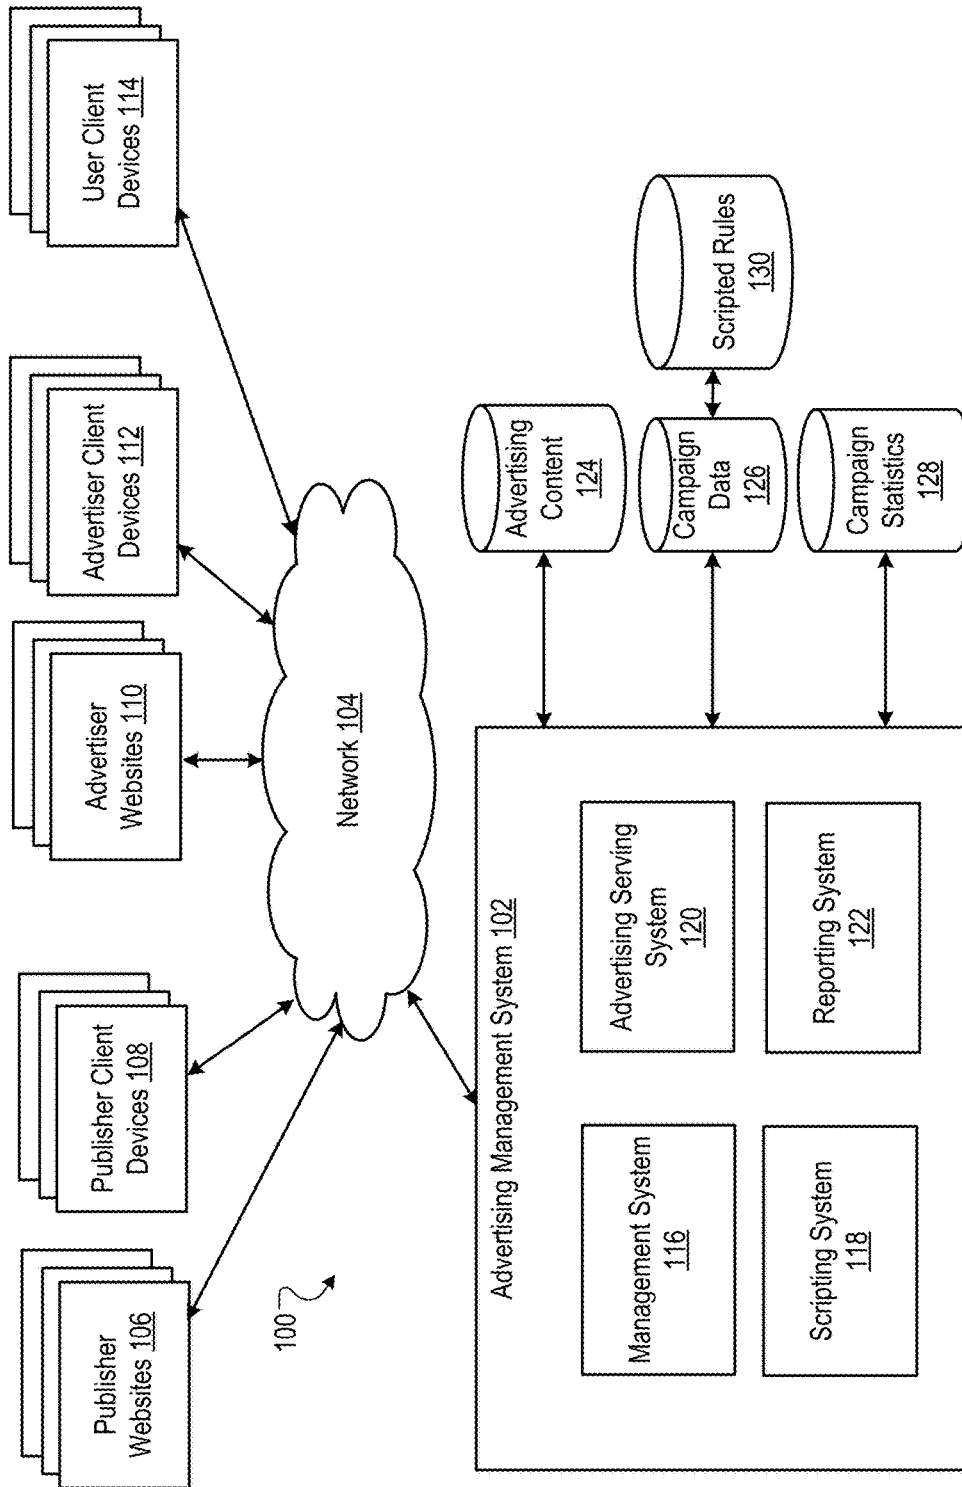 Publisher
Websites 106
Publisher Client
Devices 108
Advertiser
Websites 110
Advertiser Client
Devices 112
User Client
Devices 114
100
Network 104
Advertising Management System 102
Management System
116
Advertising Serving
System
120
Scripting System
118
Reporting System
122
Advertising
Content
124
Campaign
Data
126
Campaign
Statistics
128
Scripted Rules
130